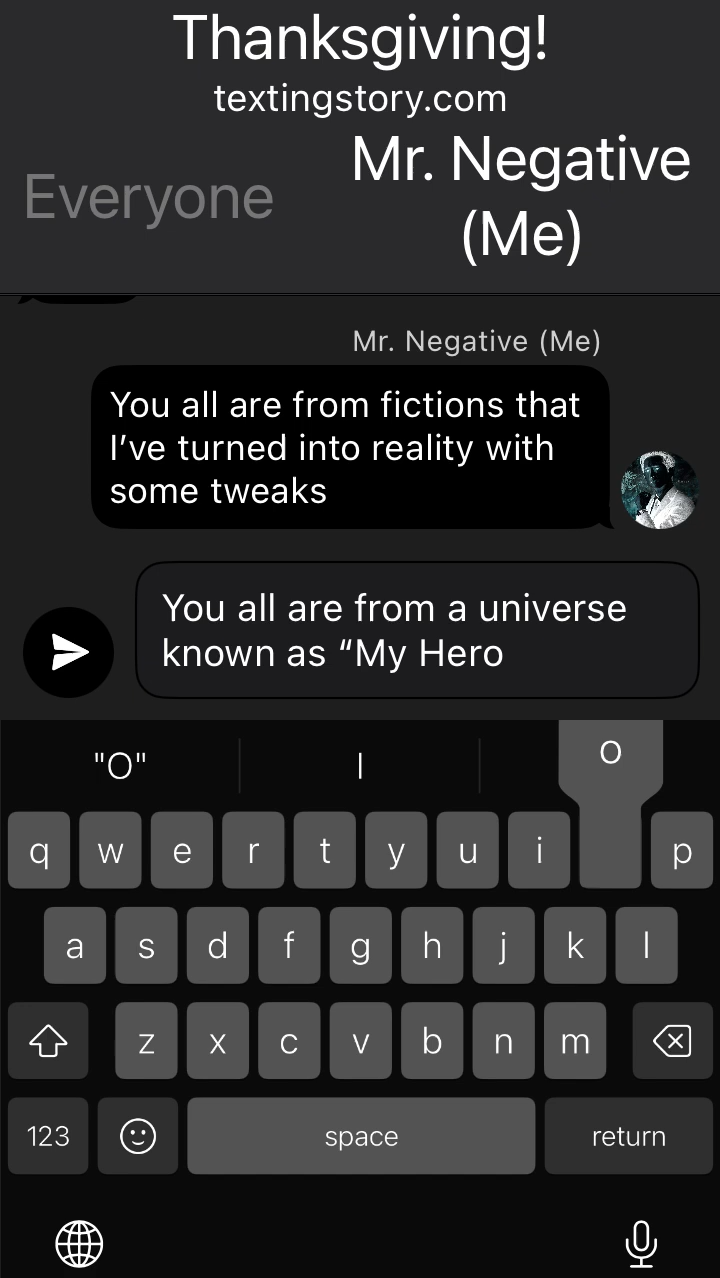 Thanksgiving!
textingstory.com
Everyone
Mr. Negative
(Me)
Mr. Negative (Me)
You all are from fictions that
I’ve turned into reality with
some tweaks
You all are from a universe
known as “My Hero
"O" I o
q w e r t y u i p
a s d f g h j k l
z x c v b n m
123 space return